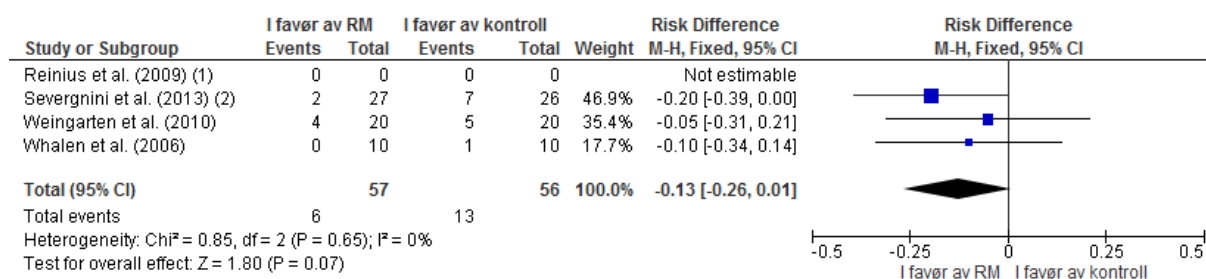 I favør av RM I favør av kontroll Risk Difference Risk Difference
Study or Subgroup Events Total Events Total Weight M-H, Fixed, 95% CI M-H, Fixed, 95% CI
Reinius et al. (2009) (1) 0 0 0 0 Not estimable
Severgnini et al. (2013) (2) 2 27 7 26 46.9% -0.20 [-0.39, 0.00]
Weingarten et al. (2010) 4 20 5 20 35.4% -0.05 [-0.31, 0.21]
Whalen et al. (2006) 0 10 1 10 17.7% -0.10 [-0.34, 0.14]
Total (95% CI) 57 56 100.0% -0.13 [-0.26, 0.01]
Total events 6 13
Heterogeneity: Chi² = 0.85, df = 2 (P = 0.65); I² = 0%
Test for overall effect: Z = 1.80 (P = 0.07)
-0.5 -0.25 0 0.25 0.5
I favør av RM I favør av kontroll